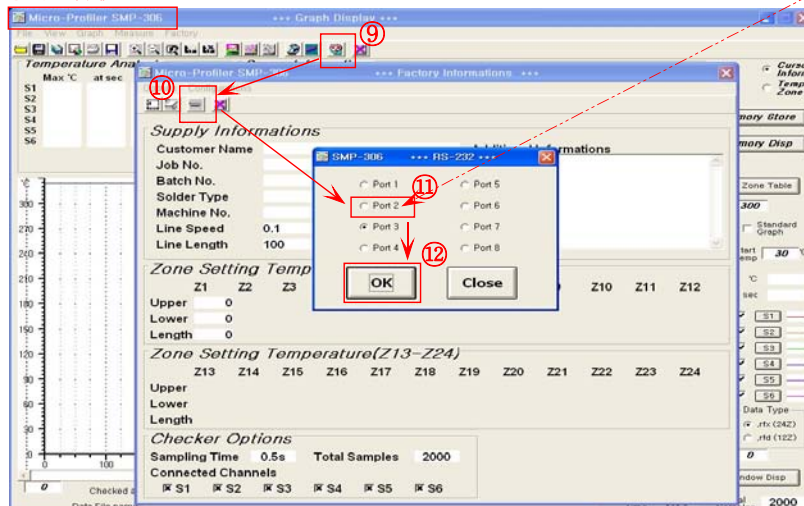 Micro-Profiler SMP-306 *** Graph Display ***
File View Graph Measure Factory
⑨
Max ℃ at sec
S1
S2
S3
S4
S5
S6
Micro-Profiler SMP-306 *** Factory Informations ***
⑩
Supply Informations
Customer Name
Job No.
Batch No.
Solder Type
Machine No.
Line Speed 0.1
Line Length 100
SMP-306 *** RS-232 ***
Port 1 Port 5
⑪
Port 2 Port 6
Port 3 Port 7
Port 4 Port 8
⑫
OK Close
Zone Setting Temp
Z1 Z2 Z3 Z10 Z11 Z12
Upper 0
Lower 0
Length 0
Zone Setting Temperature(Z13-Z24)
Z13 Z14 Z15 Z16 Z17 Z18 Z19 Z20 Z21 Z22 Z23 Z24
Upper
Lower
Length
Checker Options
Sampling Time 0.5s Total Samples 2000
Connected Channels
S1 S2 S3 S4 S5 S6
℃
300
270
240
210
180
150
120
90
60
30
0
0 100
0 Checked
Zone Table
300
Standard
Graph
30
℃
sec
S1
S2
S3
S4
S5
S6
Data Type
.rfx (24Z)
.rfd (12Z)
0
2000